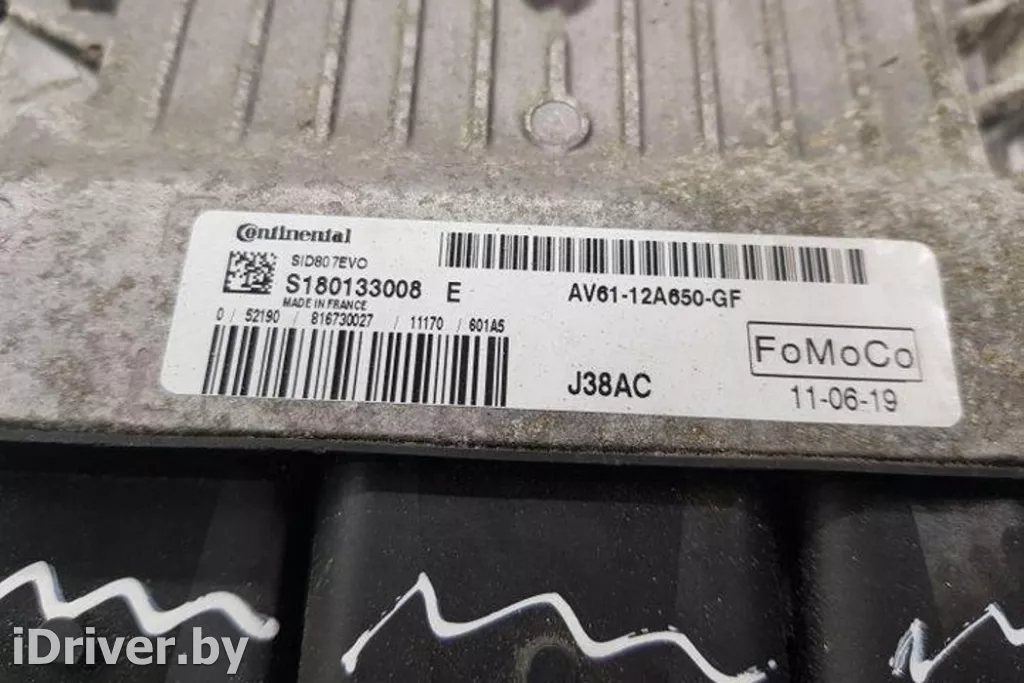 Continental
SID807EVO
S180133008 E
MADE IN FRANCE
0 / 52190 / 816730027 / 11170 / 601A5
AV61-12A650-GF
J38AC
FoMoCo
11-06-19
iDriver.by